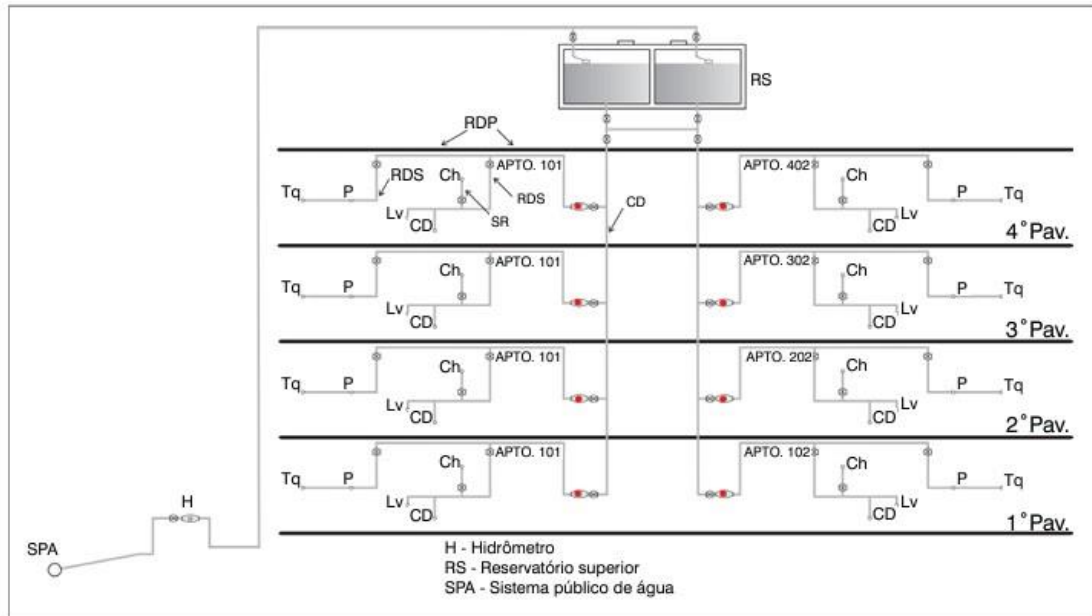 RS
RDP
APTO. 101
APTO. 402
Ch
Ch
RDS
RDS
CD
Tq
P
P
Tq
Lv
SR
Lv
CD
CD
4°Pav.
APTO. 101
APTO. 302
Ch
Ch
Tq
P
P
Tq
Lv
Lv
CD
CD
3°Pav.
APTO. 101
APTO. 202
Ch
Ch
Tq
P
P
Tq
Lv
Lv
CD
CD
2°Pav.
APTO. 101
APTO. 102
Ch
Ch
Tq
P
P
Tq
Lv
Lv
CD
CD
1°Pav.
H
SPA
H - Hidrômetro
RS - Reservatório superior
SPA - Sistema público de água